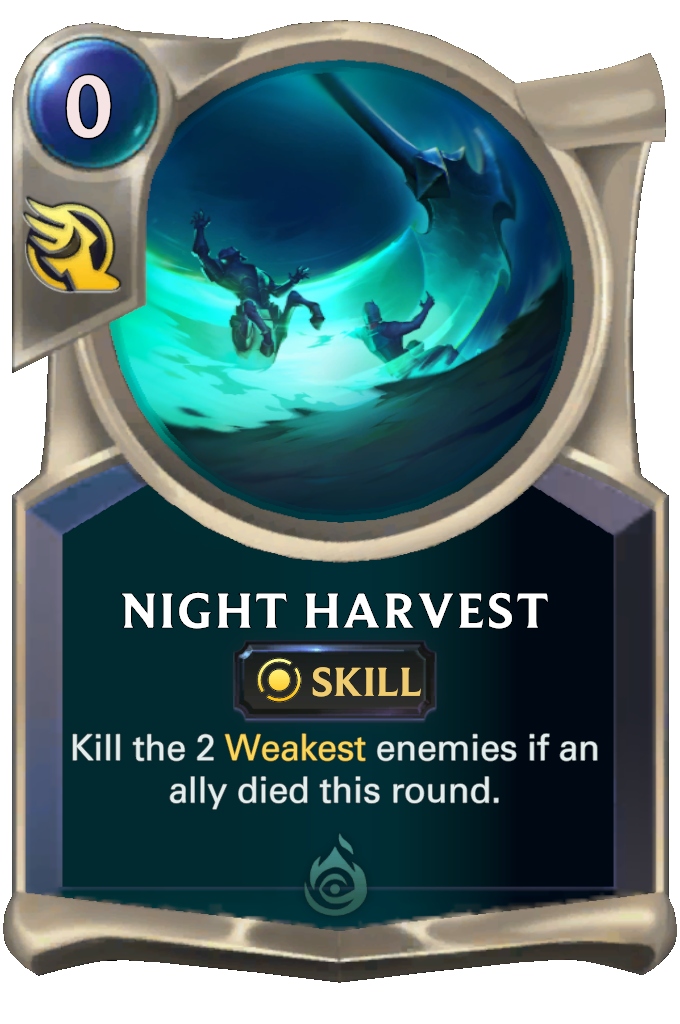 0
NIGHT HARVEST
SKILL
Kill the 2 Weakest enemies if an
ally died this round.